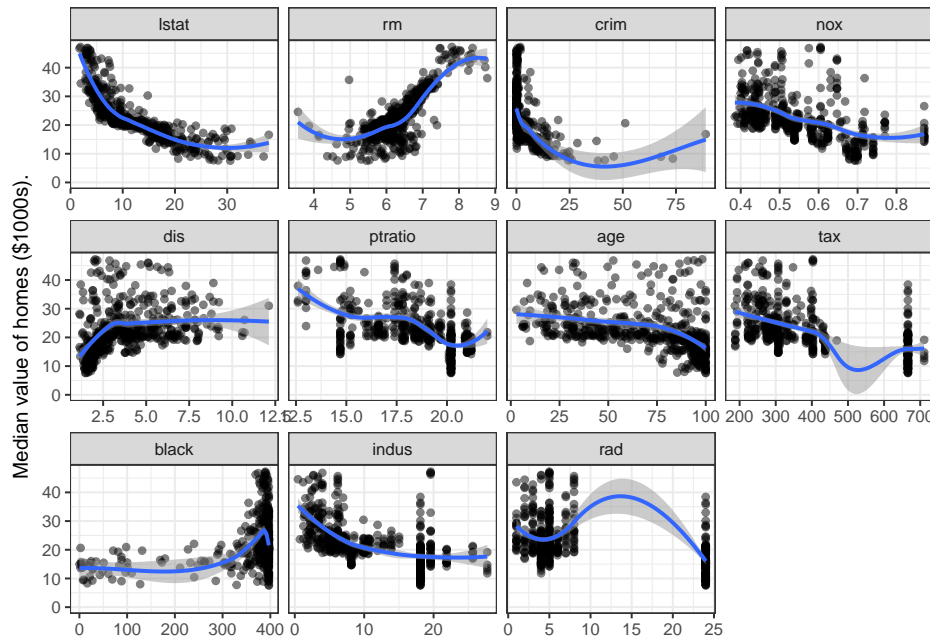 Median value of homes ($1000s).
lstat rm crim nox
40
30
20
10
0
0 10 20 30 4 5 6 7 8 9 0 25 50 75 0.4 0.5 0.6 0.7 0.8
dis ptratio age tax
40
30
20
10
0
2.5 5.0 7.5 10.0 12.5 12.5 15.0 17.5 20.0 0 25 50 75 100 200 300 400 500 600 700
black indus rad
40
30
20
10
0
0 100 200 300 400 0 10 20 0 5 10 15 20 25